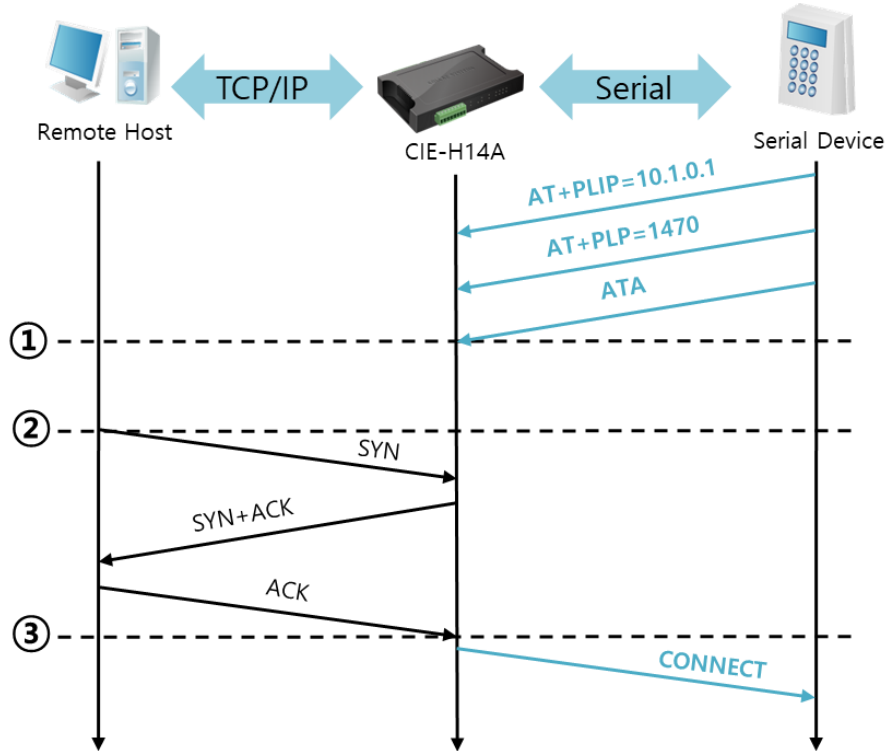 TCP/IP
Serial
Remote Host
CIE-H14A
Serial Device
AT+PLIP=10.1.0.1
AT+PLP=1470
ATA
①
②
SYN
SYN+ACK
ACK
③
CONNECT